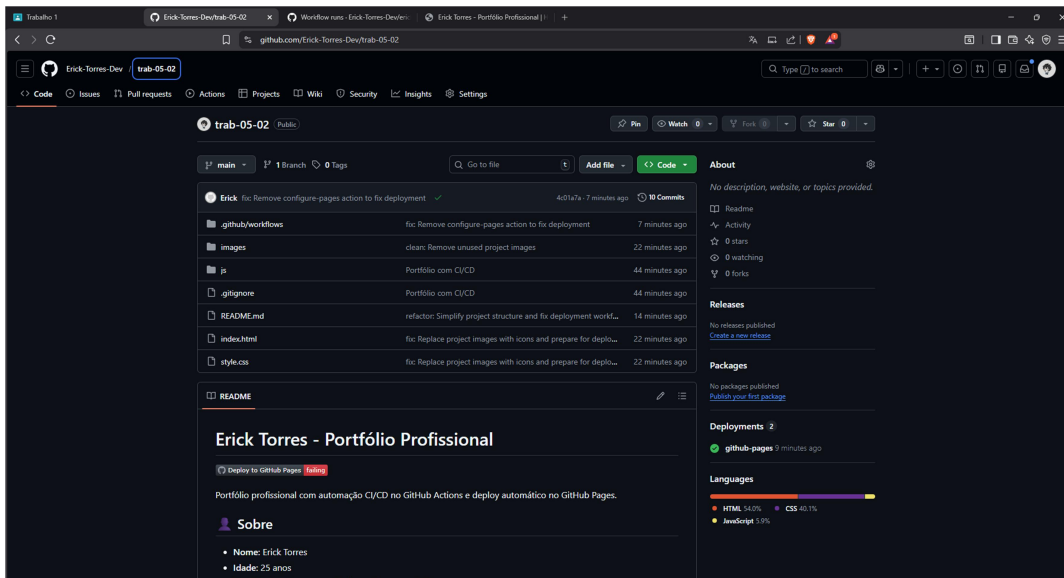 Trabalho 1
Erick-Torres-Dev/trab-05-02
Workflow runs · Erick-Torres-Dev/eric
Erick Torres - Portfólio Profissional |
github.com/Erick-Torres-Dev/trab-05-02
Erick-Torres-Dev / trab-05-02
Type / to search
Code Issues Pull requests Actions Projects Wiki Security Insights Settings
trab-05-02 Public
Pin Watch 0 Fork 0 Star 0
main 1 Branch 0 Tags
Go to file t Add file Code
Erick fix: Remove configure-pages action to fix deployment 4c01a7a · 7 minutes ago 10 Commits
.github/workflows fix: Remove configure-pages action to fix deployment 7 minutes ago
images clean: Remove unused project images 22 minutes ago
js Portfólio com CI/CD 44 minutes ago
.gitignore Portfólio com CI/CD 44 minutes ago
README.md refactor: Simplify project structure and fix deployment workf... 14 minutes ago
index.html fix: Replace project images with icons and prepare for deplo... 22 minutes ago
style.css fix: Replace project images with icons and prepare for deplo... 22 minutes ago
README
Erick Torres - Portfólio Profissional
Deploy to GitHub Pages failing
Portfólio profissional com automação CI/CD no GitHub Actions e deploy automático no GitHub Pages.
Sobre
Nome: Erick Torres
Idade: 25 anos
About
No description, website, or topics provided.
Readme
Activity
0 stars
0 watching
0 forks
Releases
No releases published
Create a new release
Packages
No packages published
Publish your first package
Deployments 2
github-pages 9 minutes ago
Languages
HTML 54.0% CSS 40.1%
JavaScript 5.9%